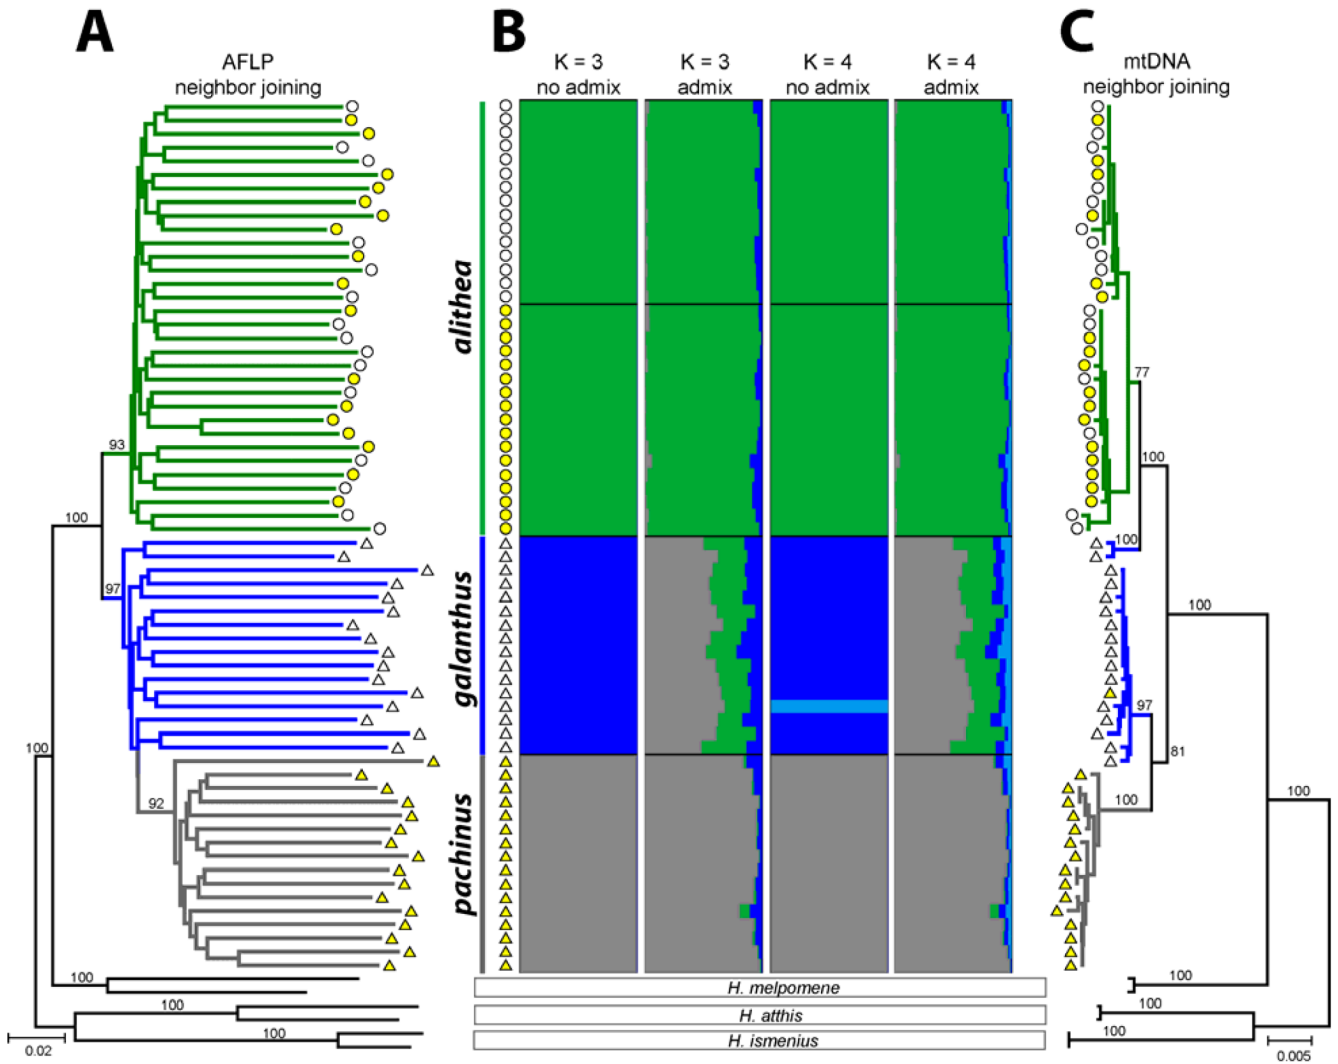 A
B
C
AFLP
neighbor joining
K = 3
no admix
K = 3
admix
K = 4
no admix
K = 4
admix
mtDNA
neighbor joining
alithea
galanthus
pachinus
93
100
97
100
92
100
100
100
0.02
77
100
100
100
97
81
100
100
100
100
100
0.005
H. melpomene
H. atthis
H. ismenius